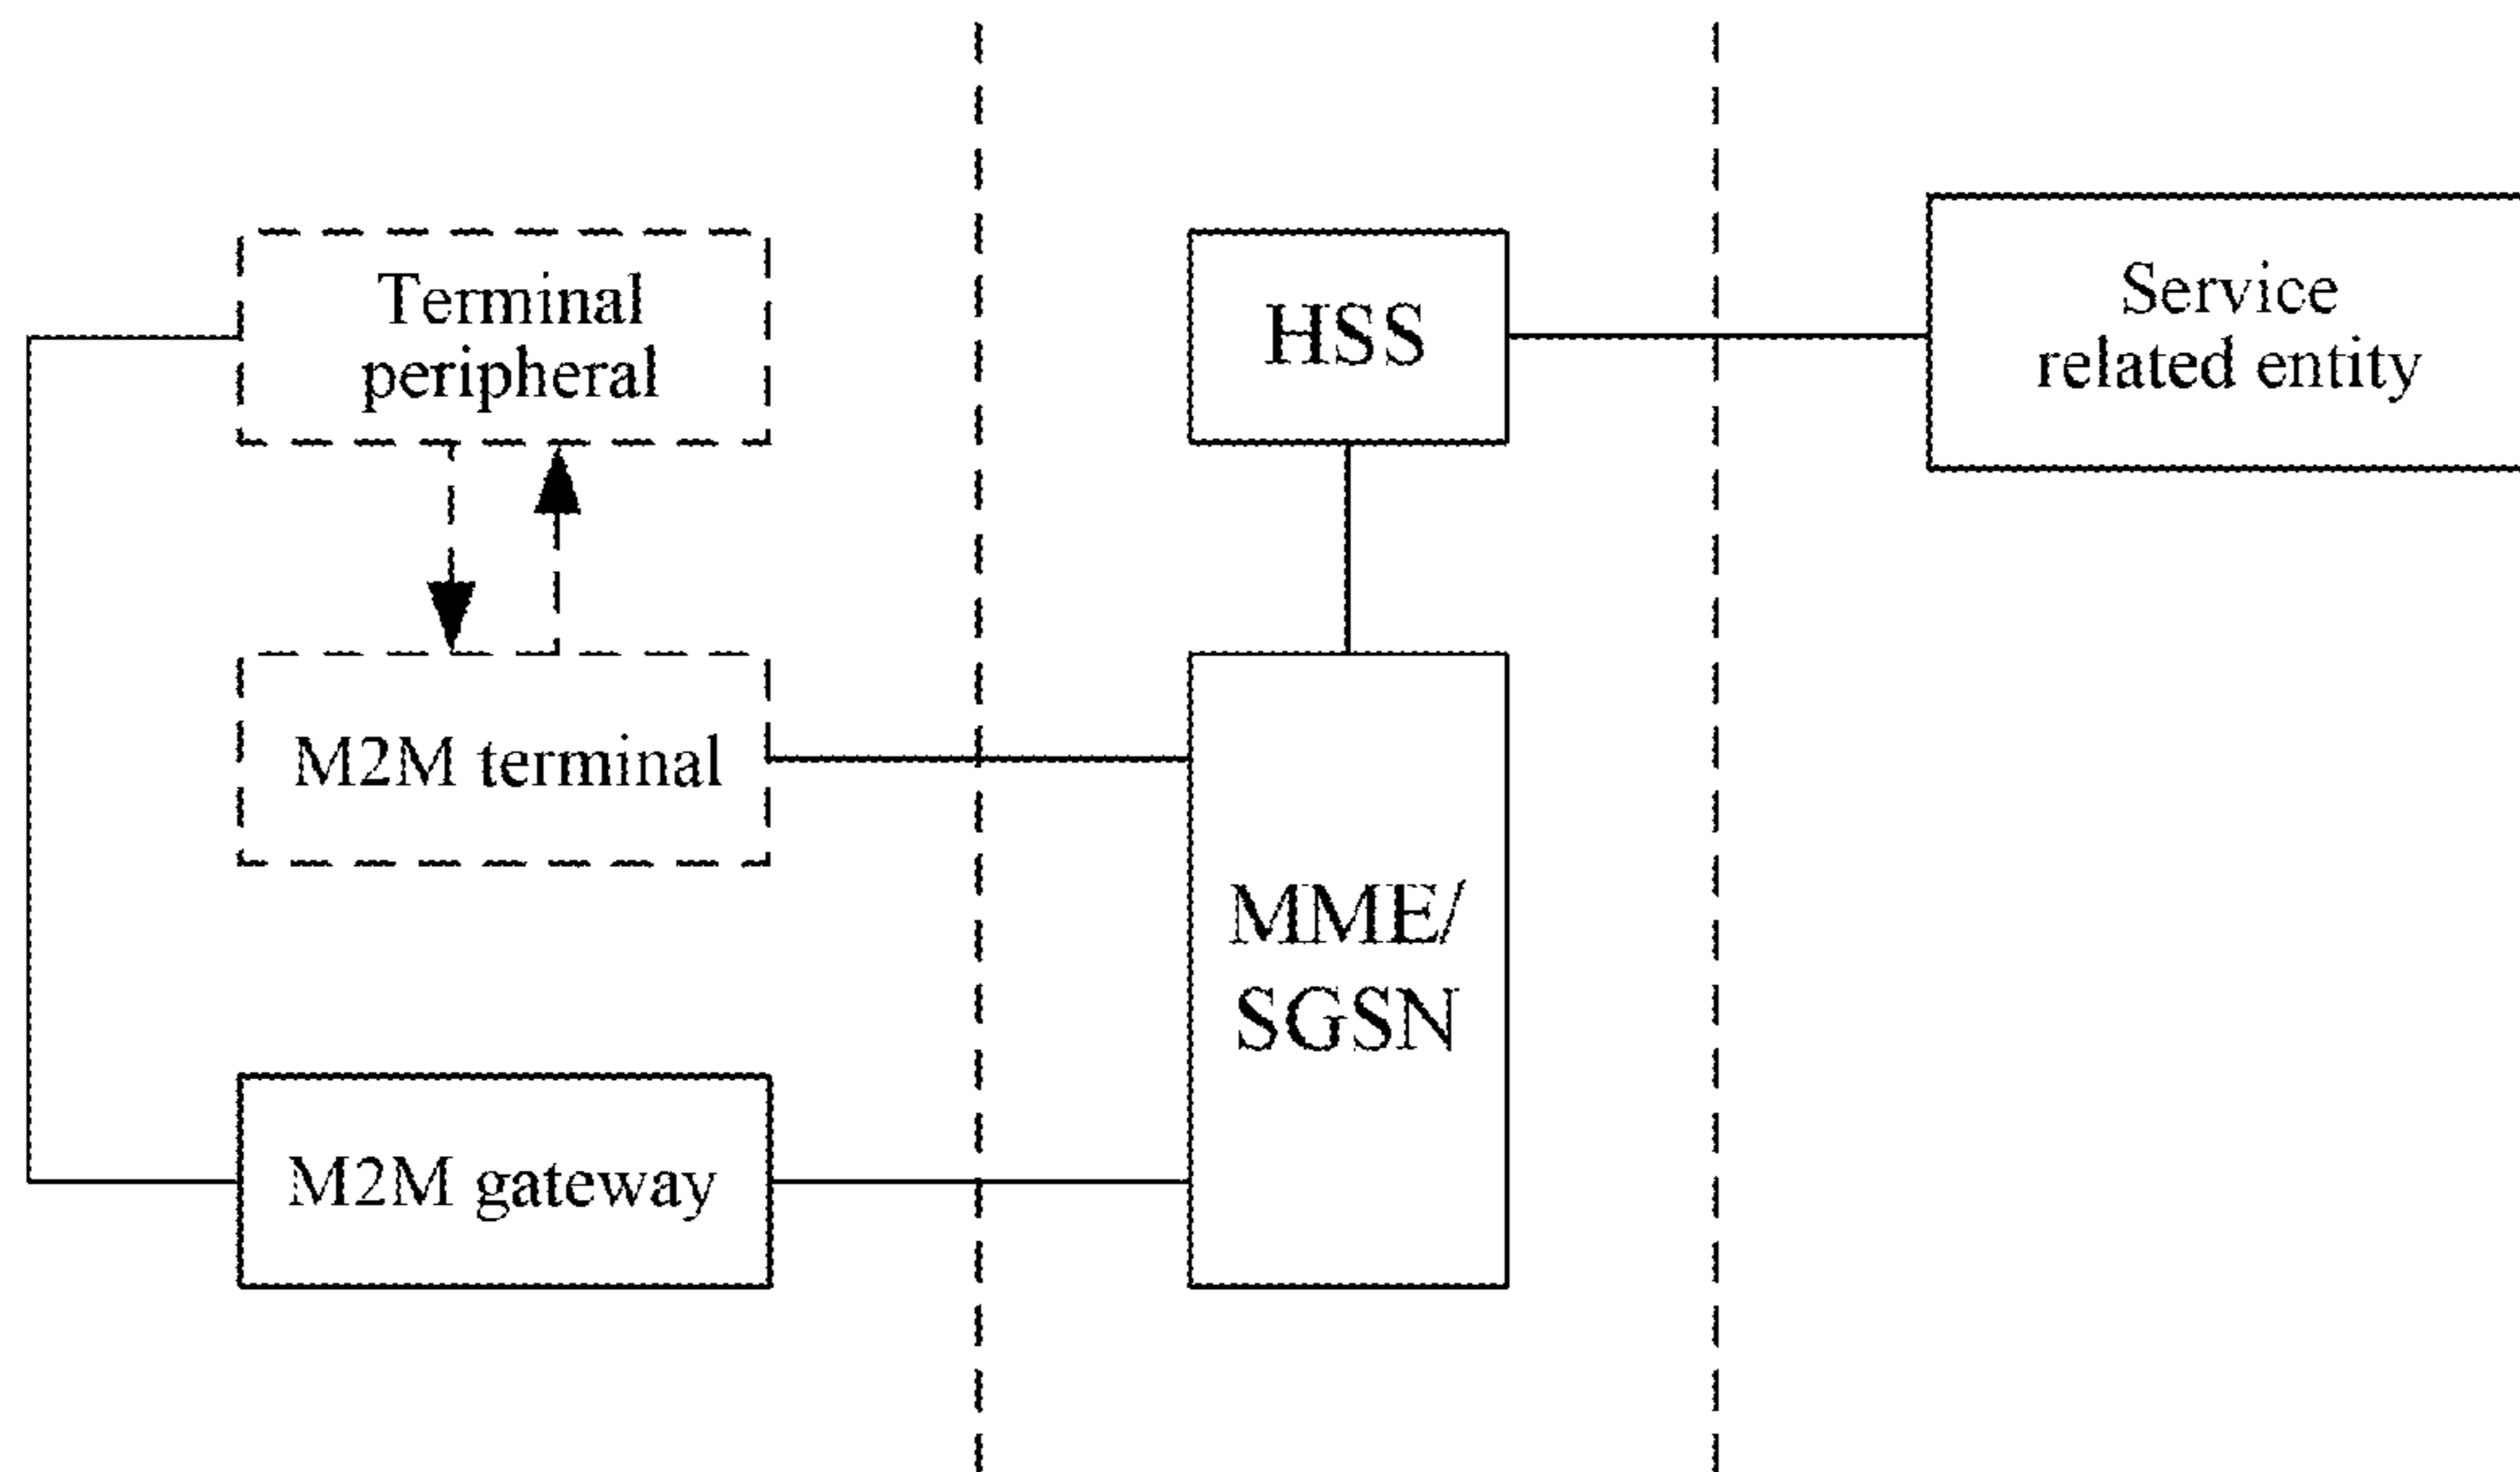 Terminal
peripheral
HSS
Service
related entity
M2M terminal
MME/
SGSN
M2M gateway